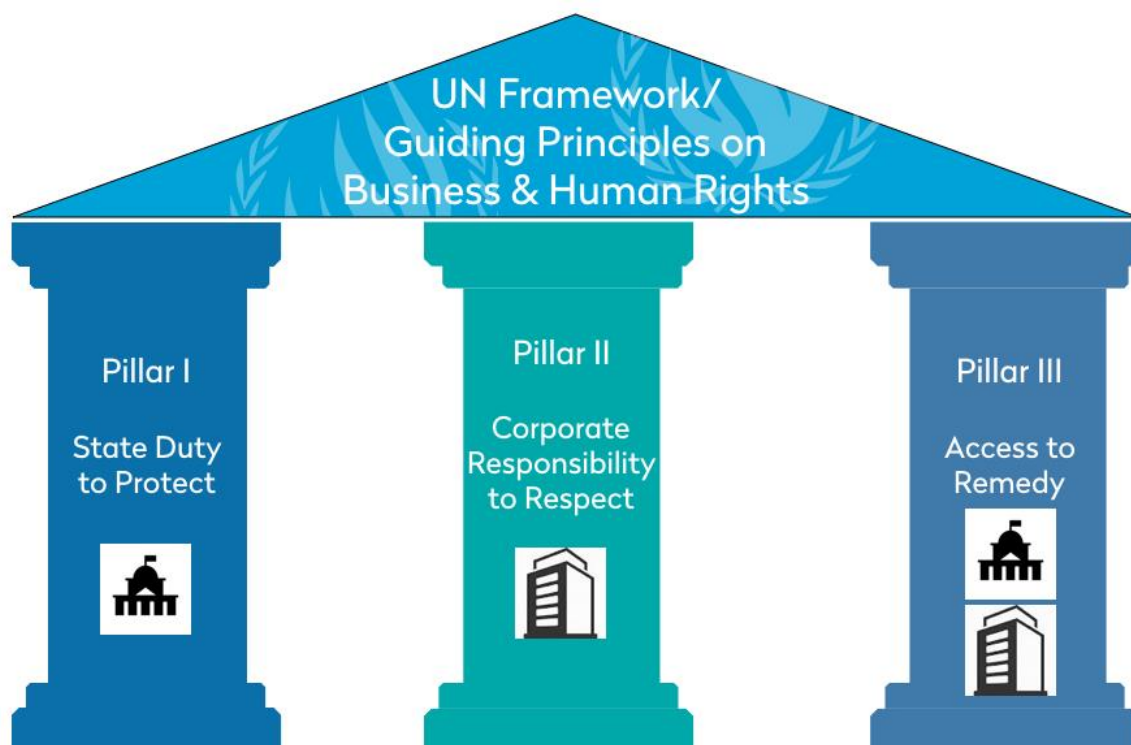 UN Framework/
Guiding Principles on
Business & Human Rights
Pillar I
State Duty
to Protect
Pillar II
Corporate
Responsibility
to Respect
Pillar III
Access to
Remedy